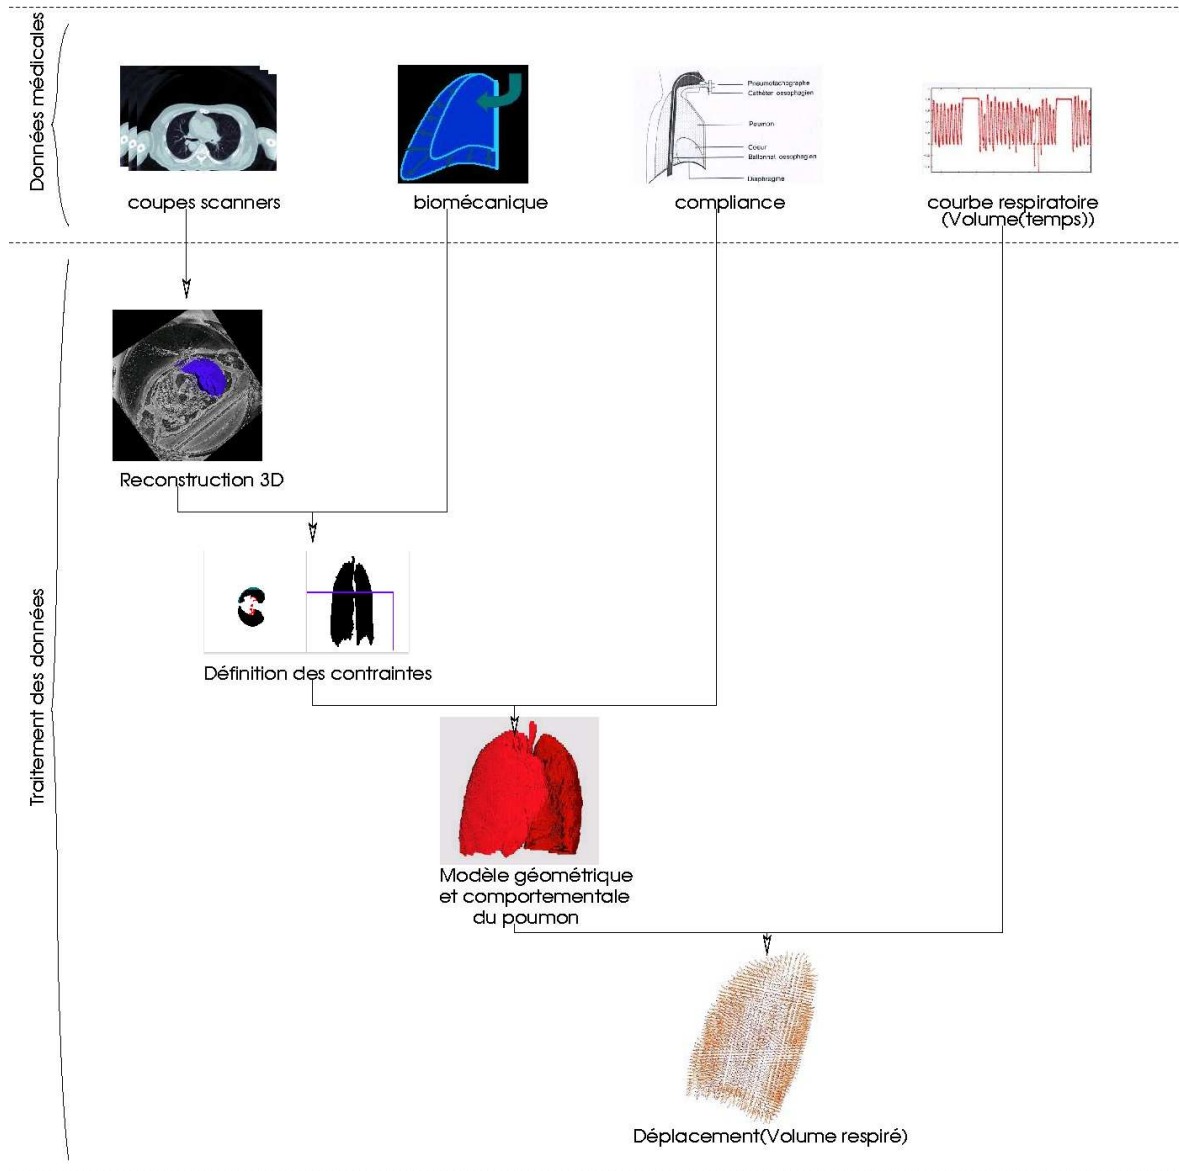 Données médicales
Pneumotachographe
Cathéter oesophagien
Poumon
Coeur
Ballonnet oesophagien
Diaphragme
coupes scanners
biomécanique
compliance
courbe respiratoire
(Volume(temps))
Traitement des données
Reconstruction 3D
Définition des contraintes
Modèle géométrique
et comportementale
du poumon
Déplacement(Volume respiré)